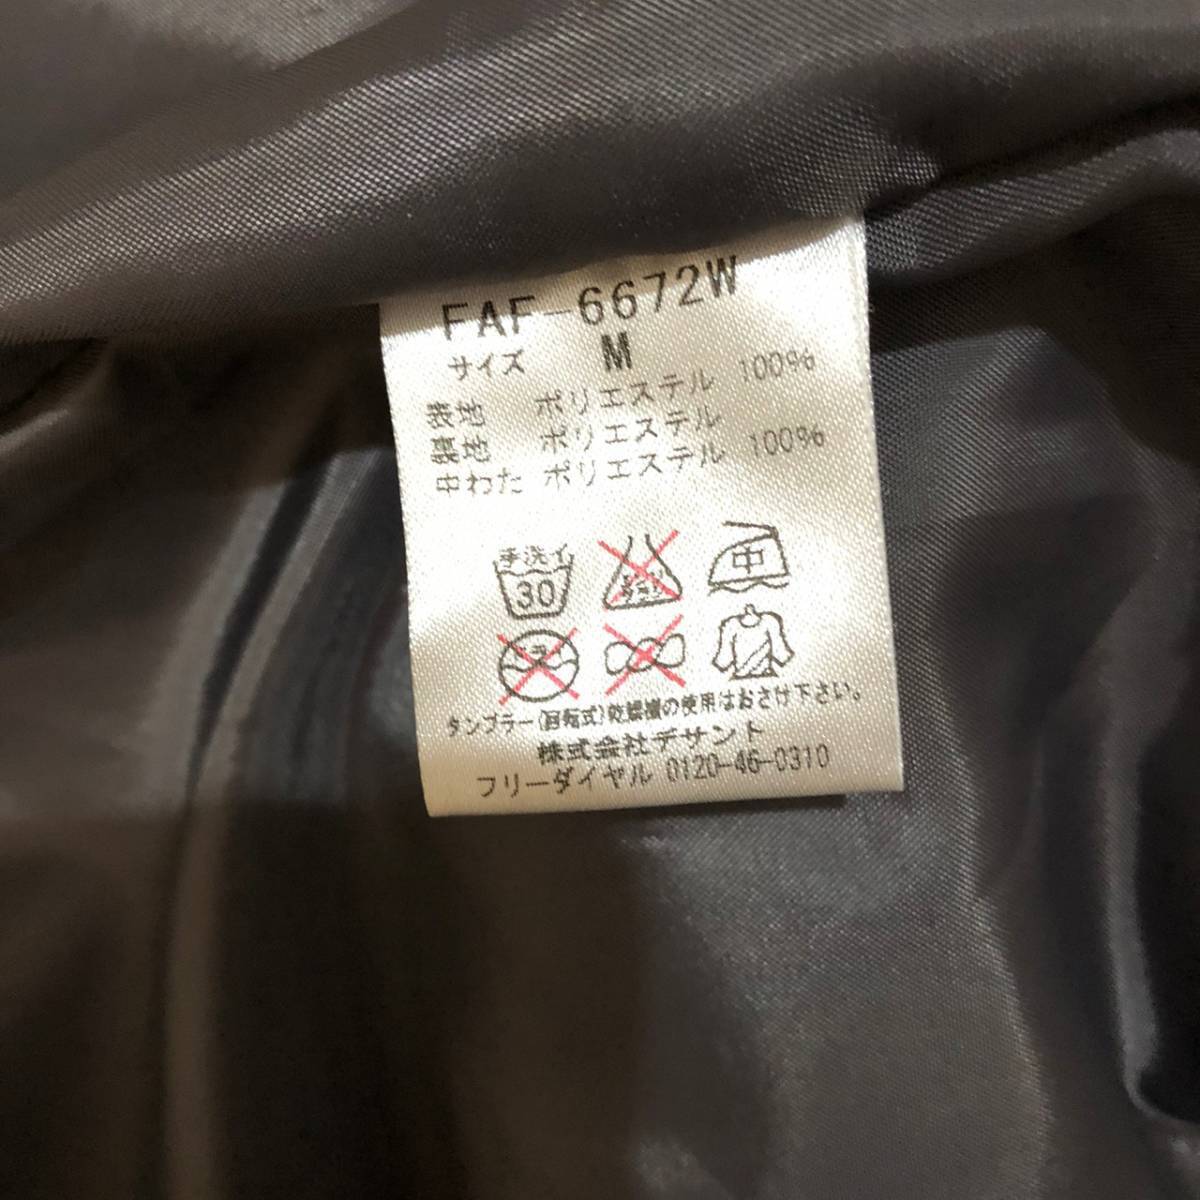 FAF-6672W
サイズ M
表地 ポリエステル 100%
裏地 ポリエステル
中わた ポリエステル 100%
手洗イ 中
30
タンブラー(回転式)乾燥機の使用はおさけ下さい。
株式会社デサント
フリーダイヤル 0120-46-0310